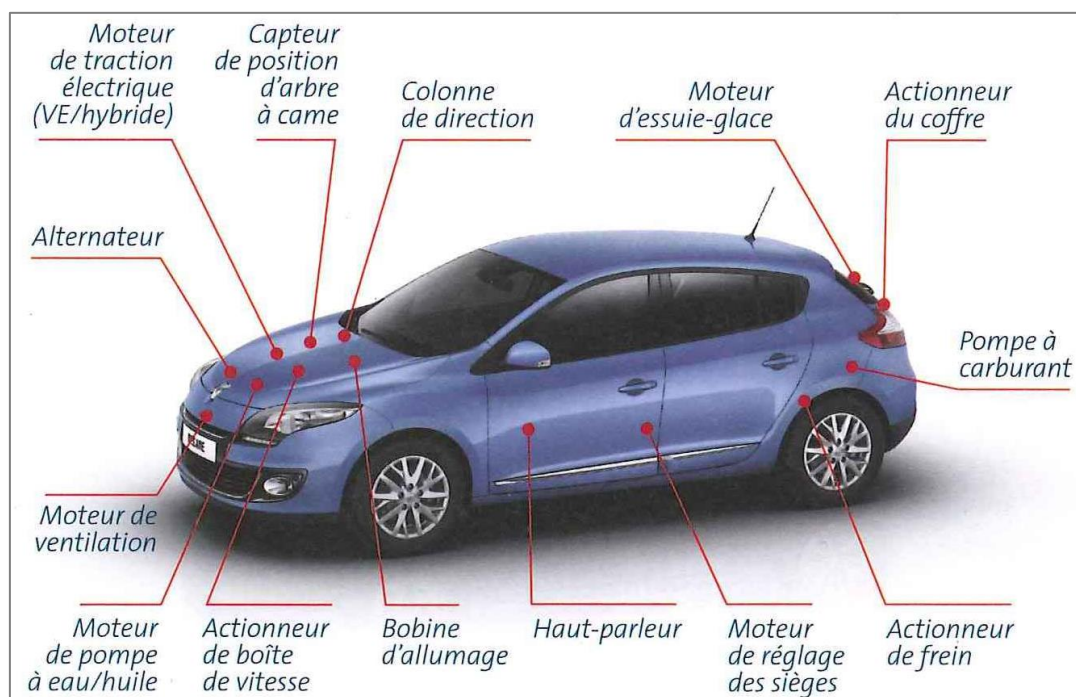 Moteur
de traction
électrique
(VE/hybride)
Capteur
de position
d'arbre
à came
Colonne
de direction
Moteur
d'essuie-glace
Actionneur
du coffre
Alternateur
Pompe à
carburant
Moteur de
ventilation
Moteur
de pompe
à eau/huile
Actionneur
de boîte
de vitesse
Bobine
d'allumage
Haut-parleur
Moteur
de réglage
des sièges
Actionneur
de frein